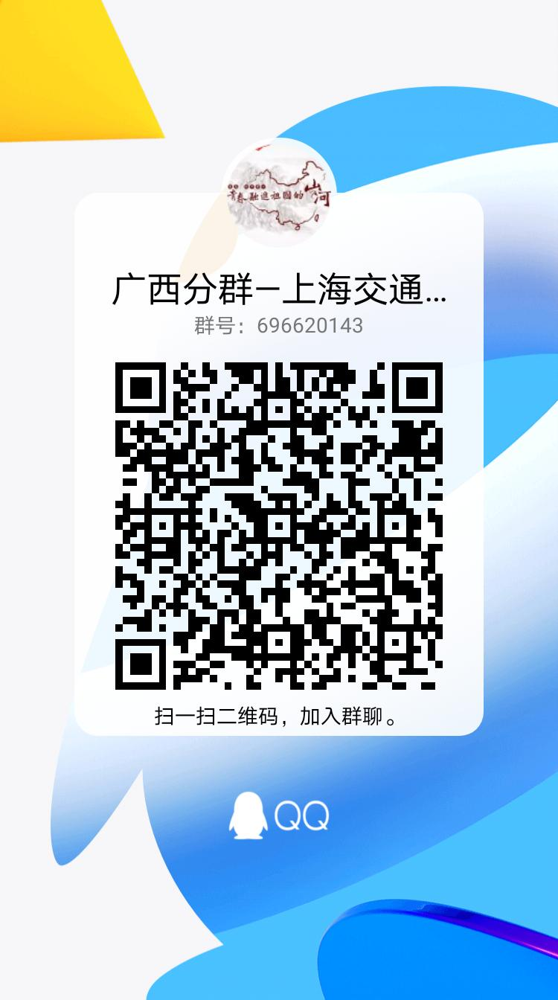 青春融进祖国的山河
广西分群—上海交通...
群号：696620143
扫一扫二维码，加入群聊。
QQ